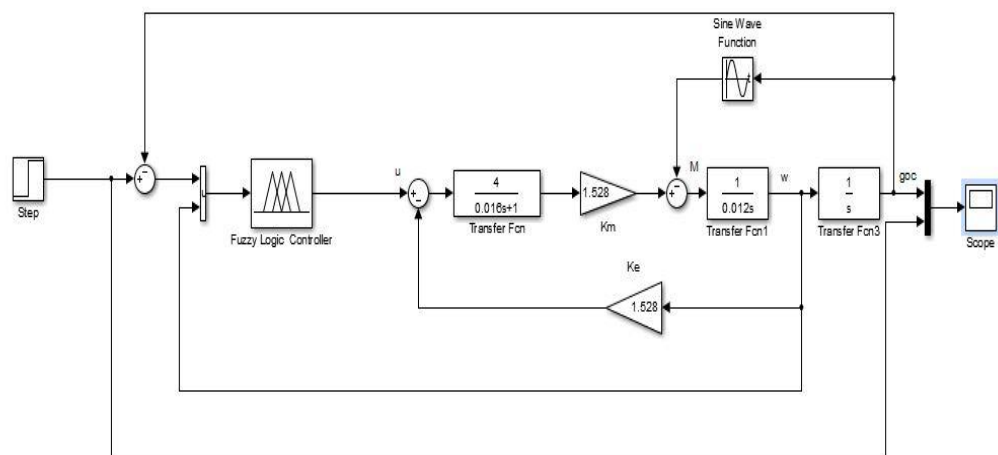 Sine Wave
Function
t
Step
Fuzzy Logic Controller
u
4
0.016s+1
Transfer Fcn
1.528
Km
M
1
0.012s
Transfer Fcn1
w
1
s
Transfer Fcn3
goc
Scope
Ke
1.528